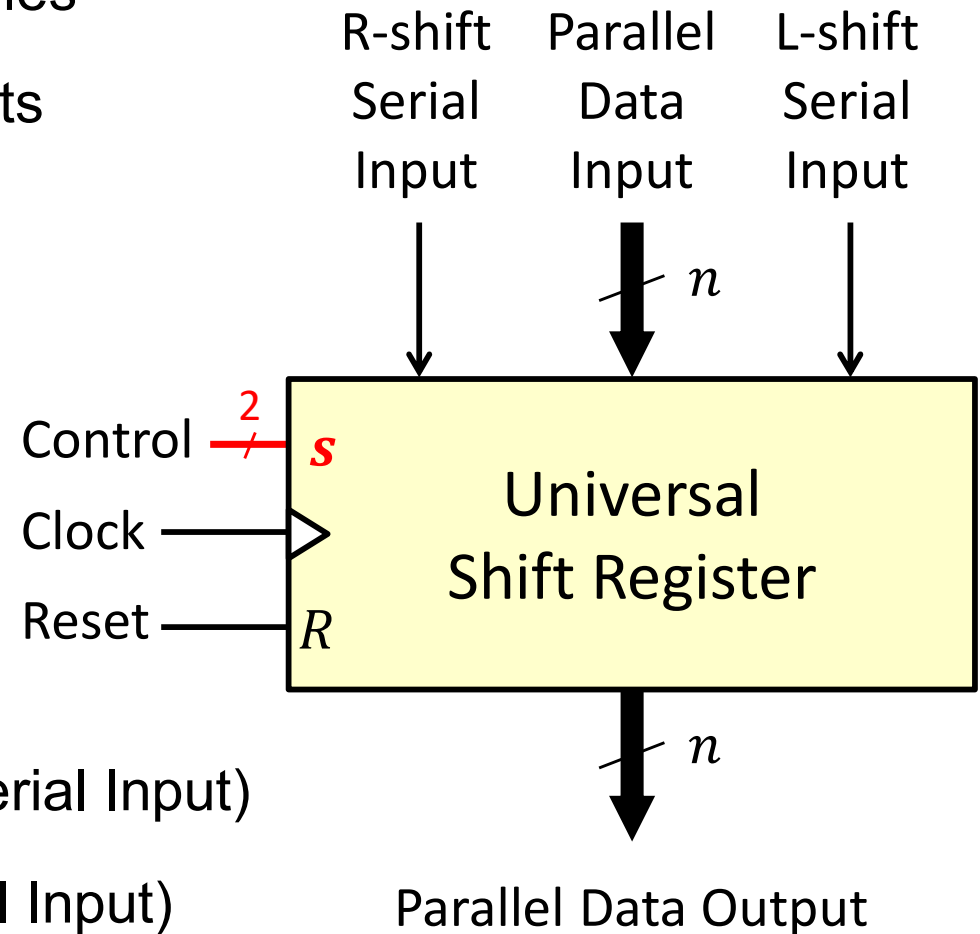 R-shift Parallel L-shift
ts Serial Data Serial
Input Input Input
n
2
Control s
Universal
Clock
Shift Register
Reset R
n
erial Input)
Input)
Parallel Data Output